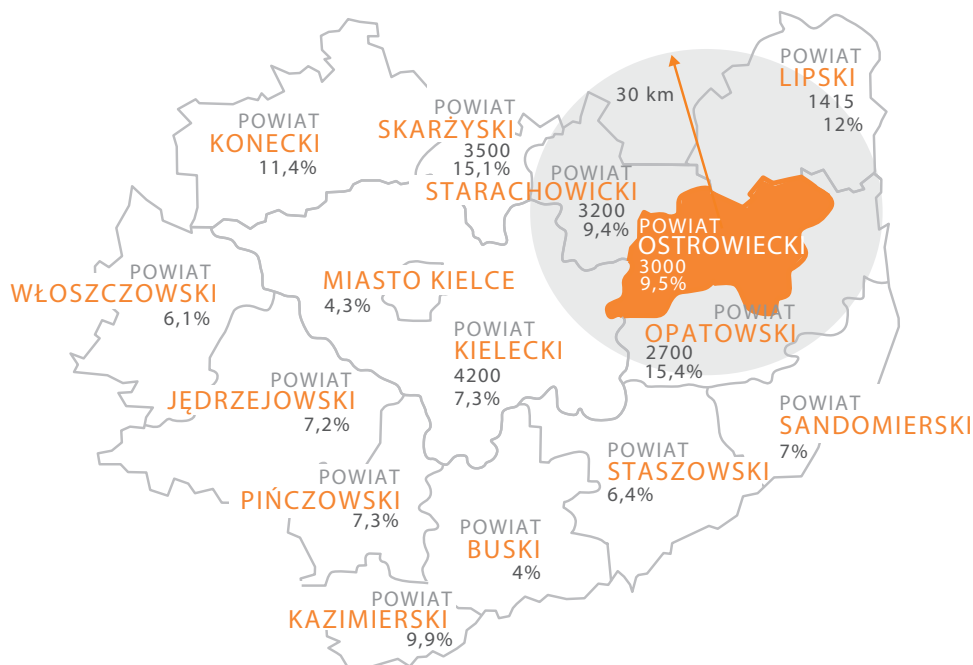 POWIAT
LIPSKI
1415
12%
30 km
POWIAT
KONECKI
11,4%
POWIAT
SKARŻYSKI
3500
15,1%
POWIAT
STARACHOWICKI
3200
9,4%
POWIAT
OSTROWIECKI
3000
9,5%
POWIAT
WŁOSZCZOWSKI
6,1%
MIASTO KIELCE
4,3%
POWIAT
KIELECKI
4200
7,3%
POWIAT
OPATOWSKI
2700
15,4%
POWIAT
JĘDRZEJOWSKI
7,2%
POWIAT
SANDOMIERSKI
7%
POWIAT
STASZOWSKI
6,4%
POWIAT
PIŃCZOWSKI
7,3%
POWIAT
BUSKI
4%
POWIAT
KAZIMIERSKI
9,9%